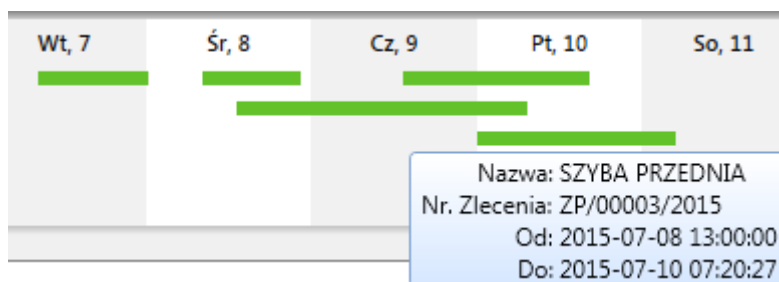 Wt, 7 Śr, 8 Cz, 9 Pt, 10 So, 11
Nazwa: SZYBA PRZEDNIA
Nr. Zlecenia: ZP/00003/2015
Od: 2015-07-08 13:00:00
Do: 2015-07-10 07:20:27